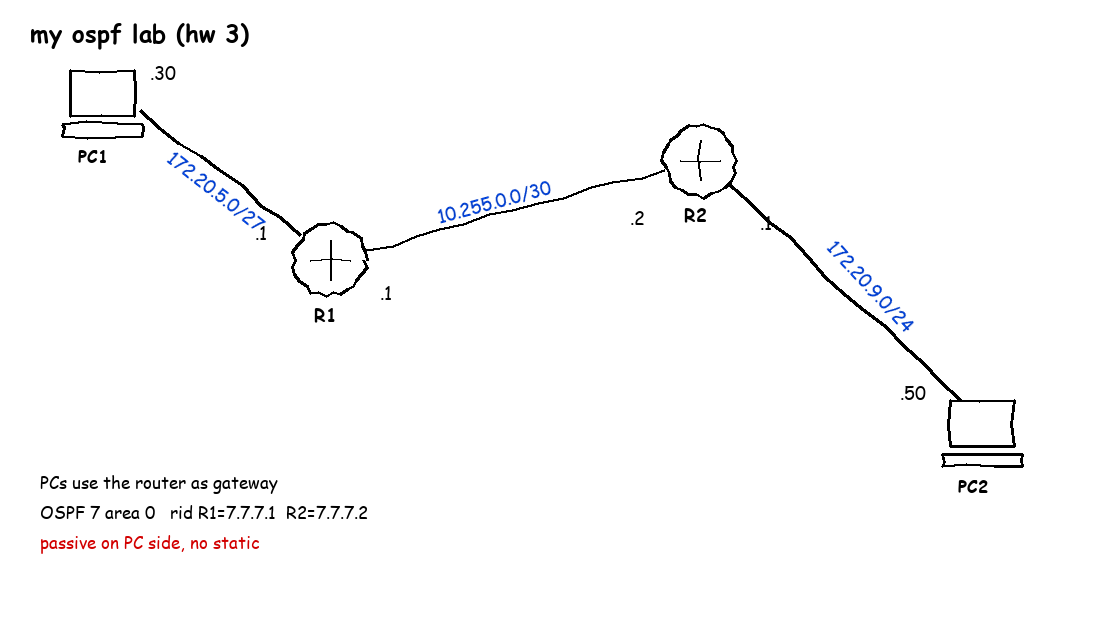 my ospf lab (hw 3)
.30
PC1
172.20.5.0/27
.1
R1
.1
10.255.0.0/30
.2
R2
.1
172.20.9.0/24
.50
PC2
PCs use the router as gateway
OSPF 7 area 0   rid R1=7.7.7.1  R2=7.7.7.2
passive on PC side, no static